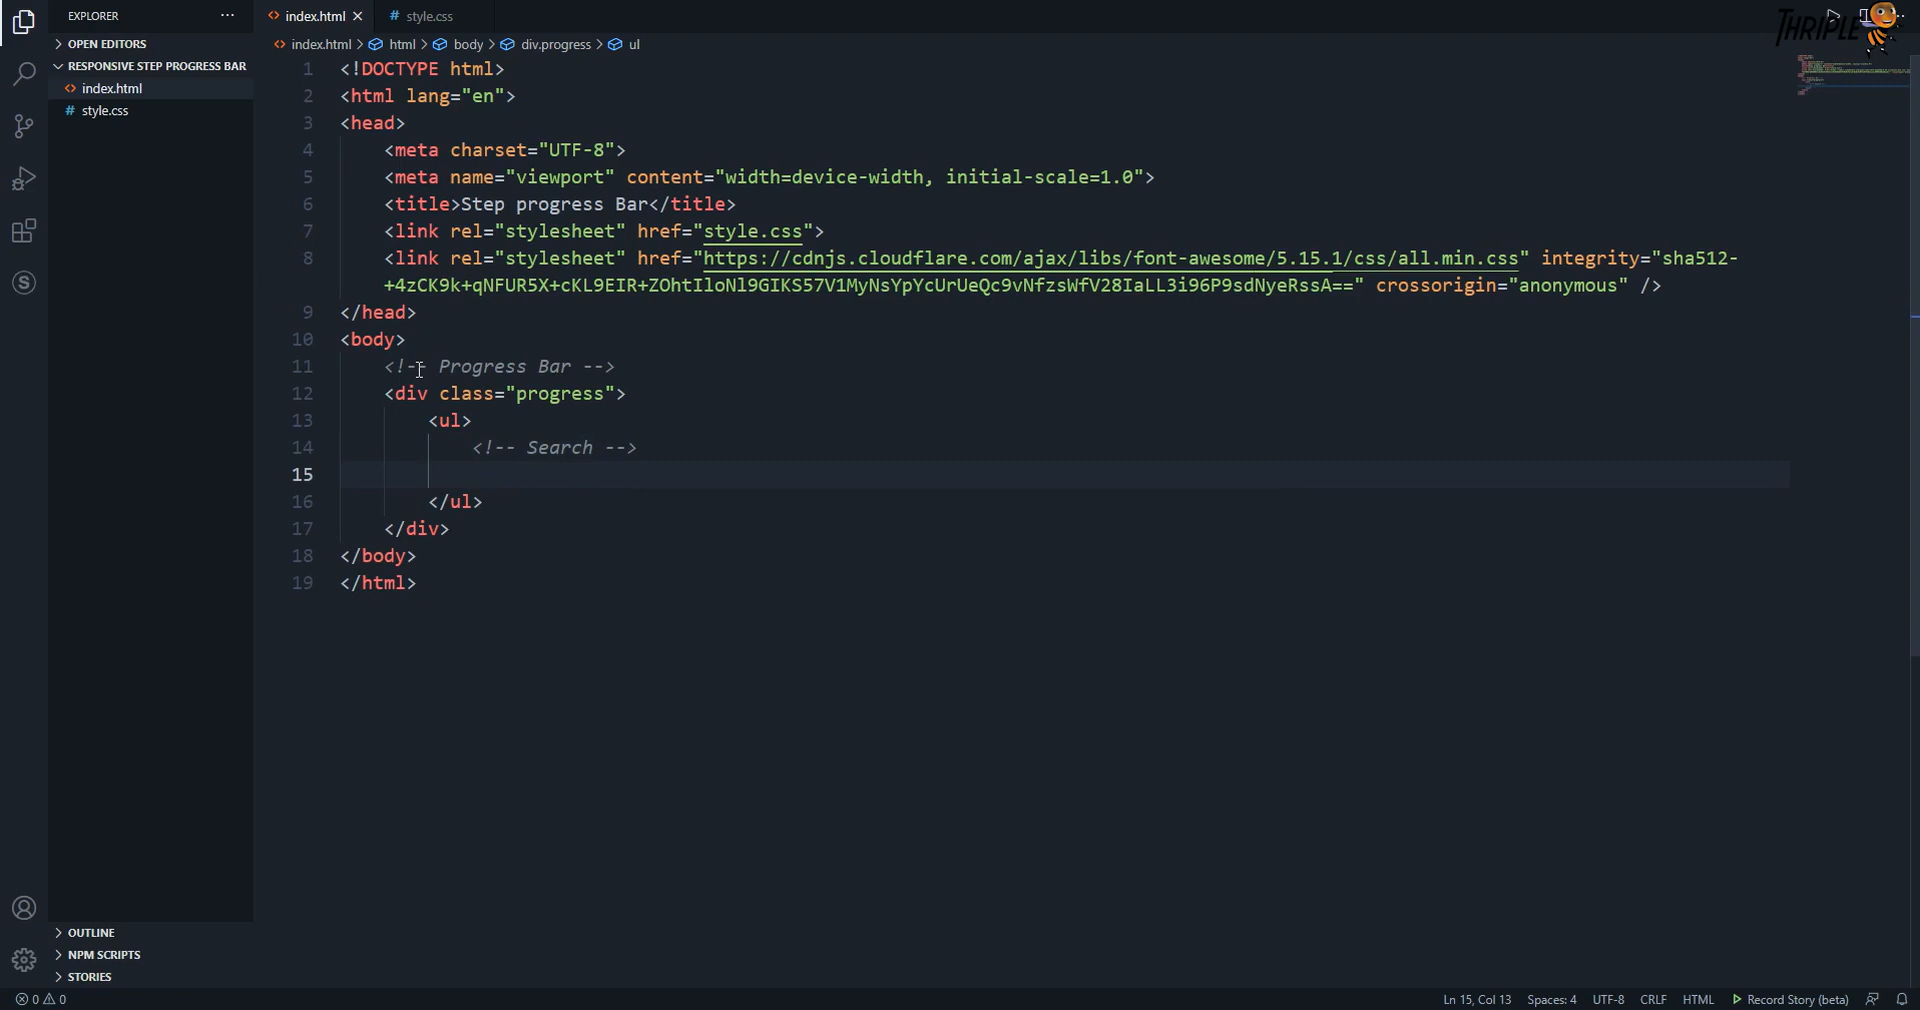 EXPLORER
index.html
style.css
THRIPLE
OPEN EDITORS
index.html > html > body > div.progress > ul
RESPONSIVE STEP PROGRESS BAR
index.html
style.css
1 <!DOCTYPE html>
2 <html lang="en">
3 <head>
4 <meta charset="UTF-8">
5 <meta name="viewport" content="width=device-width, initial-scale=1.0">
6 <title>Step progress Bar</title>
7 <link rel="stylesheet" href="style.css">
8 <link rel="stylesheet" href="https://cdnjs.cloudflare.com/ajax/libs/font-awesome/5.15.1/css/all.min.css" integrity="sha512-
+4zCK9k+qNFUR5X+cKL9EIR+ZOhtIloNl9GIKS57V1MyNsYpYcUrUeQc9vNfzsWfV28IaLL3i96P9sdNyeRssA==" crossorigin="anonymous" />
9 </head>
10 <body>
11 <!-- Progress Bar -->
12 <div class="progress">
13 <ul>
14 <!-- Search -->
15
16 </ul>
17 </div>
18 </body>
19 </html>
OUTLINE
NPM SCRIPTS
STORIES
0 0
Ln 15, Col 13 Spaces: 4 UTF-8 CRLF HTML Record Story (beta)